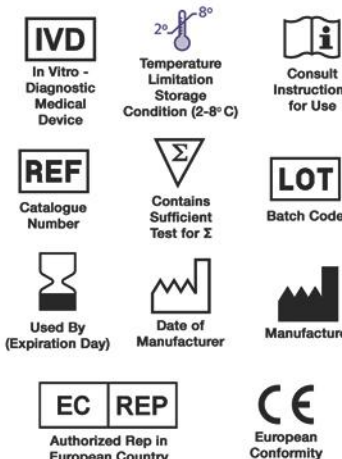 IVD
In Vitro -
Diagnostic
Medical
Device
2° 8°
Temperature
Limitation
Storage
Condition (2-8°C)
i
Consult
Instruction
for Use
REF
Catalogue
Number
Σ
Contains
Sufficient
Test for Σ
LOT
Batch Code
Used By
(Expiration Day)
Date of
Manufacturer
Manufacture
EC REP
Authorized Rep in
European Country
CE
European
Conformity